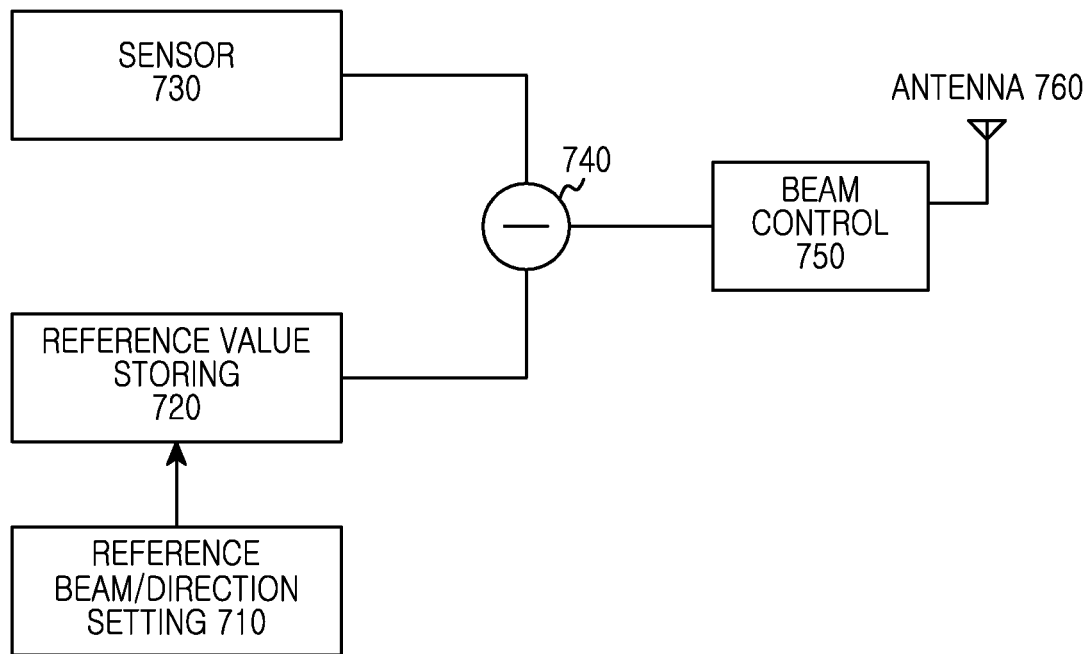 SENSOR
730
ANTENNA 760
740
BEAM
CONTROL
750
REFERENCE VALUE
STORING
720
REFERENCE
BEAM/DIRECTION
SETTING 710